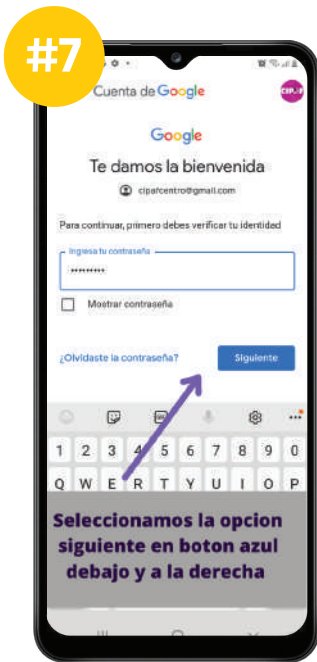 #7
Cuenta de Google
CIPAF
Google
Te damos la bienvenida
cipafcentro@gmail.com
Para continuar, primero debes verificar tu identidad
Ingresa tu contraseña
•••••••••
Mostrar contraseña
¿Olvidaste la contraseña?
Siguiente
1 2 3 4 5 6 7 8 9 0
Q W E R T Y U I O P
Seleccionamos la opcion
siguiente en boton azul
debajo y a la derecha